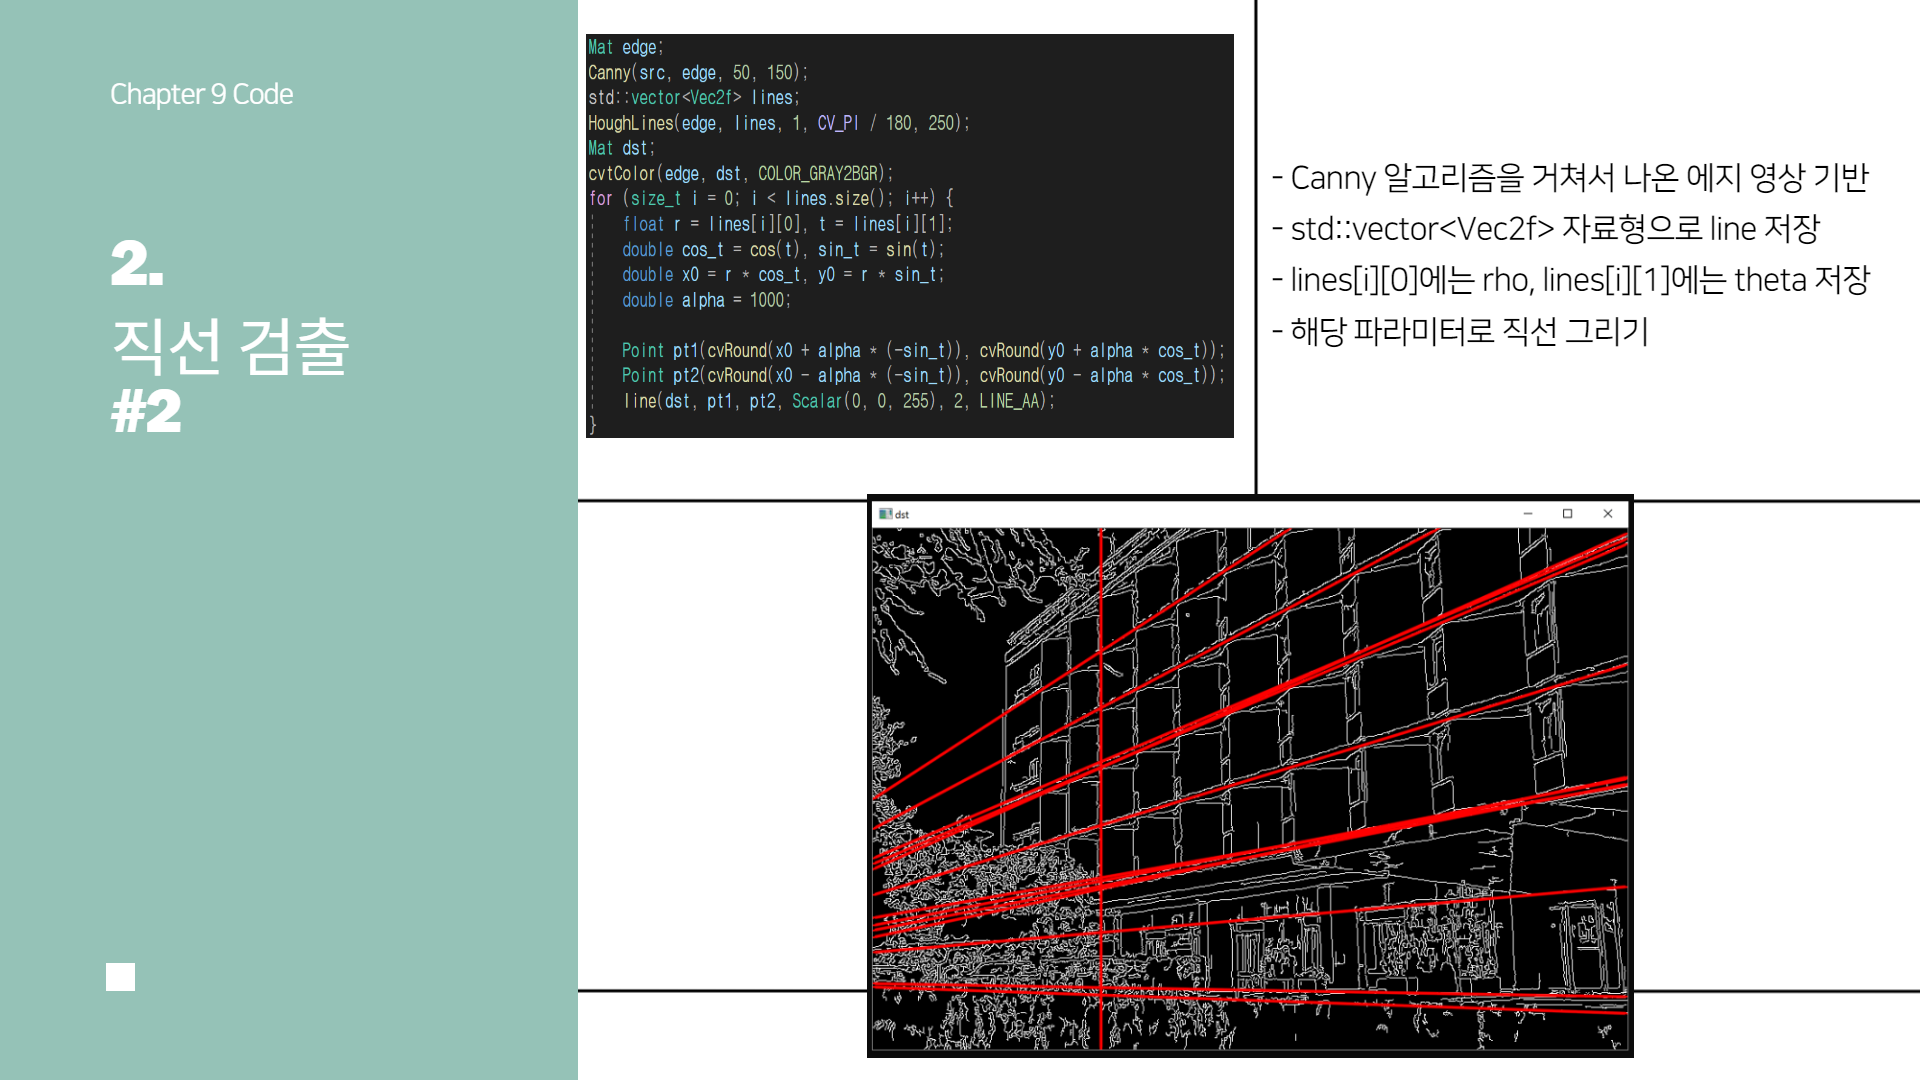 Chapter 9 Code
2.
직선 검출
#2
Mat edge;
Canny(src, edge, 50, 150);
std::vector<Vec2f> lines;
HoughLines(edge, lines, 1, CV_PI / 180, 250);
Mat dst;
cvtColor(edge, dst, COLOR_GRAY2BGR);
for (size_t i = 0; i < lines.size(); i++) {
    float r = lines[i][0], t = lines[i][1];
    double cos_t = cos(t), sin_t = sin(t);
    double x0 = r * cos_t, y0 = r * sin_t;
    double alpha = 1000;
    Point pt1(cvRound(x0 + alpha * (-sin_t)), cvRound(y0 + alpha * cos_t));
    Point pt2(cvRound(x0 - alpha * (-sin_t)), cvRound(y0 - alpha * cos_t));
    line(dst, pt1, pt2, Scalar(0, 0, 255), 2, LINE_AA);
}
- Canny 알고리즘을 거쳐서 나온 에지 영상 기반
- std::vector<Vec2f> 자료형으로 line 저장
- lines[i][0]에는 rho, lines[i][1]에는 theta 저장
- 해당 파라미터로 직선 그리기
dst